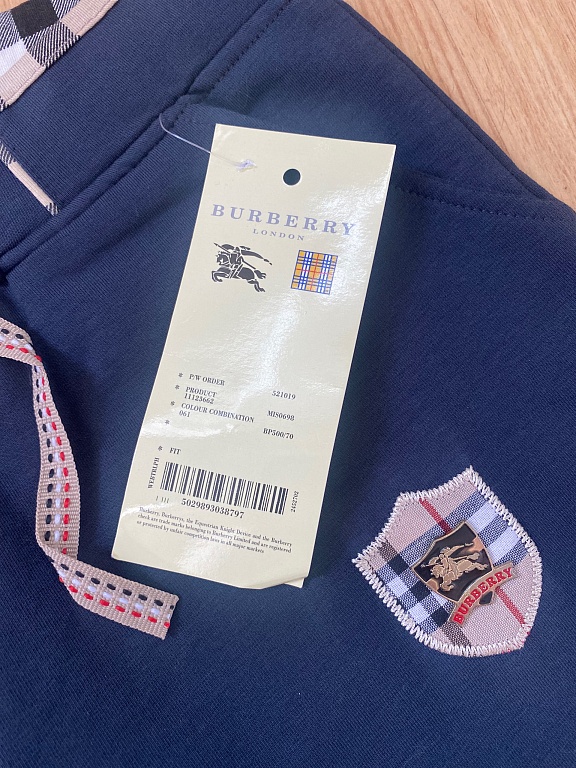 BURBERRY
LONDON
* P/W ORDER 521019
* PRODUCT
11123662 MIS0698
* COLOUR COMBINATION
061 BP500/70
*
* FIT
5029893038797
Burberry, Burberrys, the Equestrian Knight Device and the Burberry
check are trade marks belonging to Burberry Limited and are registered
or protected by unfair competition laws in all major markets
BURBERRY